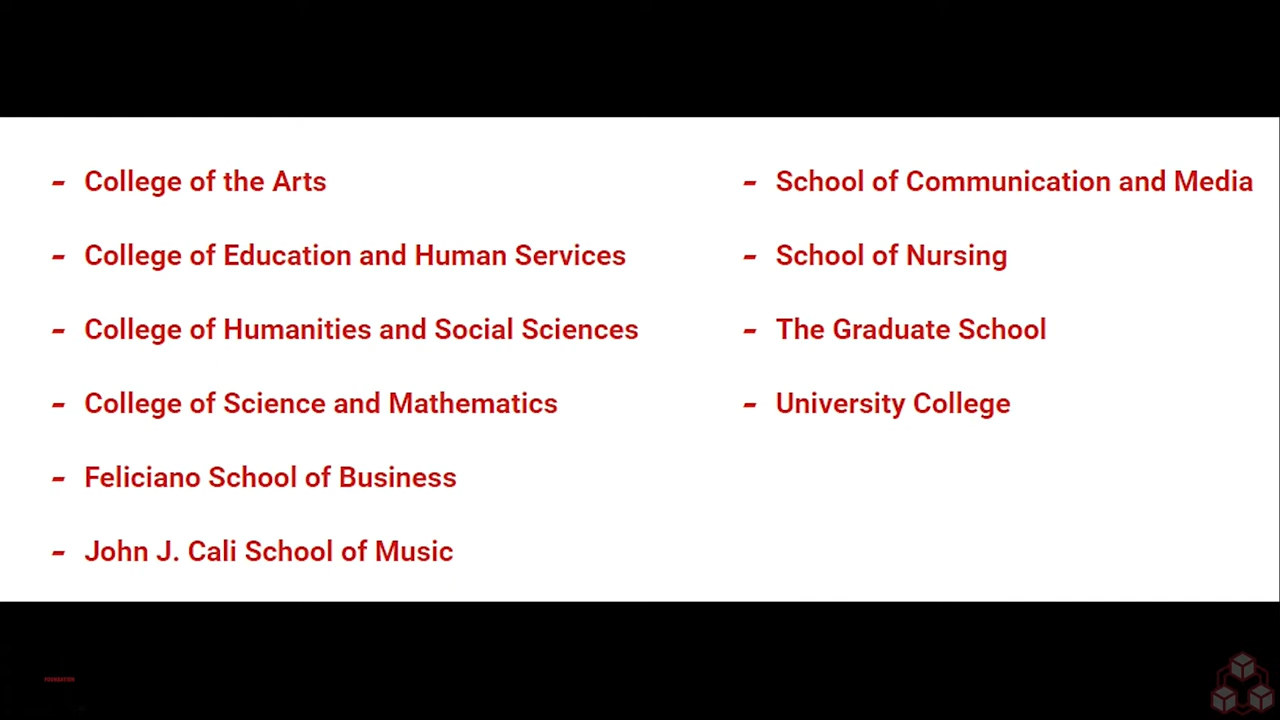 - College of the Arts
- College of Education and Human Services
- College of Humanities and Social Sciences
- College of Science and Mathematics
- Feliciano School of Business
- John J. Cali School of Music
- School of Communication and Media
- School of Nursing
- The Graduate School
- University College
FOUNDATION